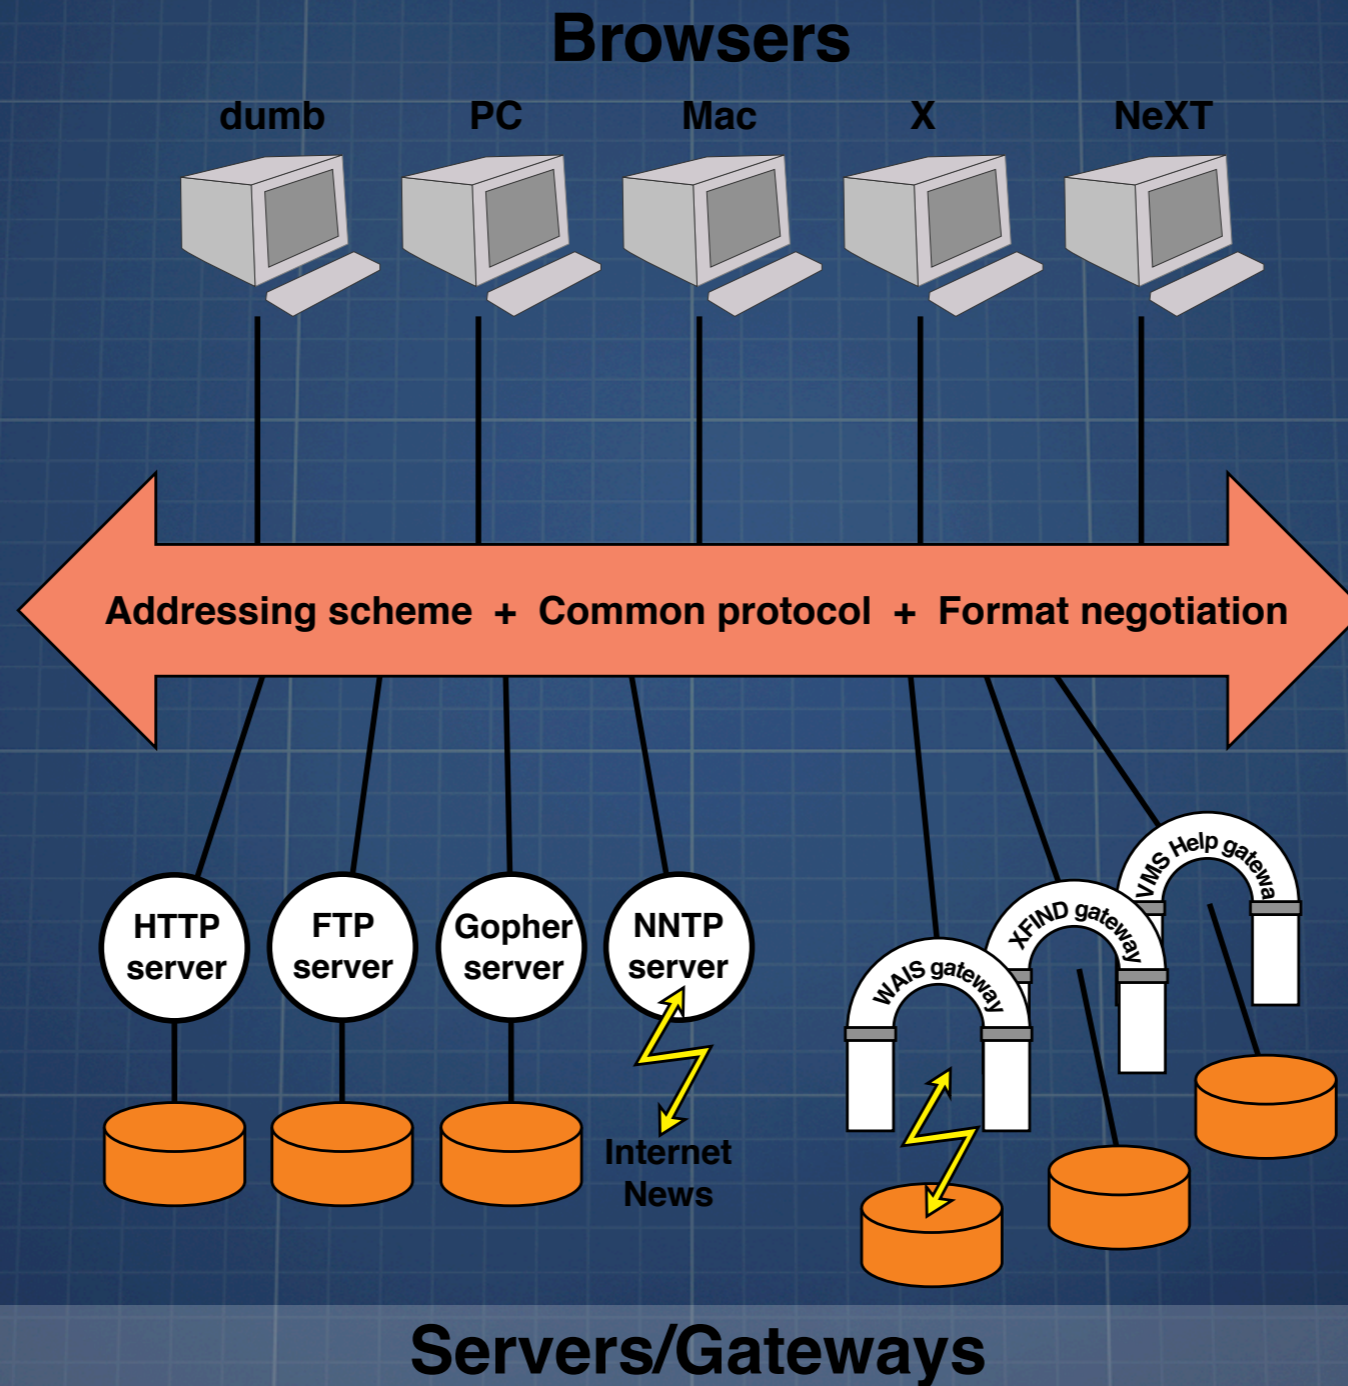 Browsers
dumb PC Mac X NeXT
Addressing scheme + Common protocol + Format negotiation
HTTP
server
FTP
server
Gopher
server
NNTP
server
Internet
News
WAIS gateway
XFIND gateway
VMS Help gatewa
Servers/Gateways